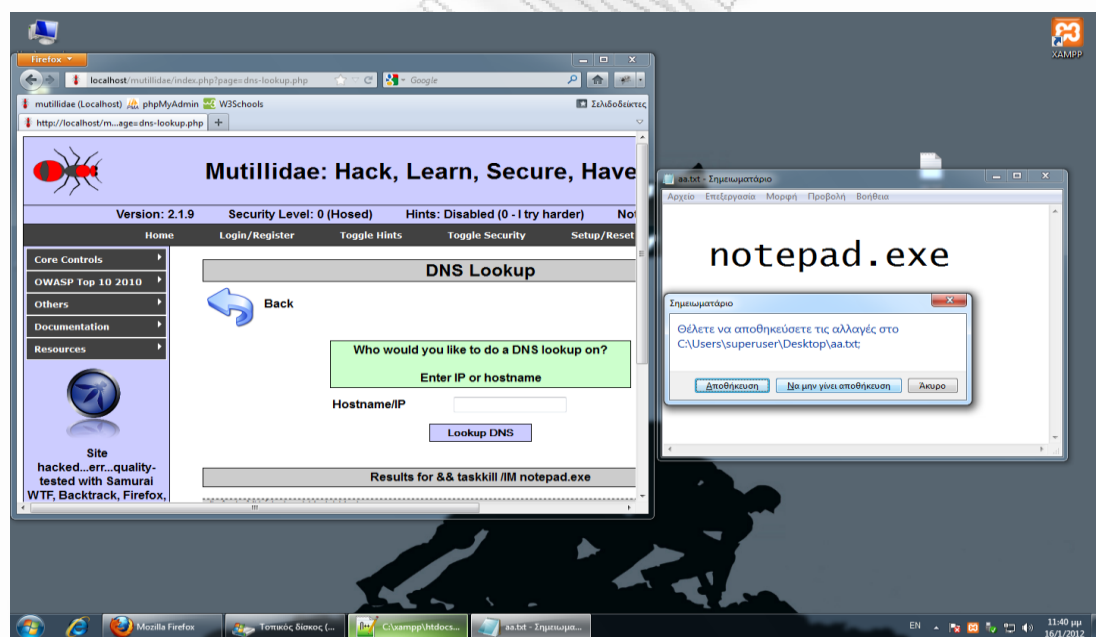 XAMPP
Firefox
localhost/mutillidae/index.php?page=dns-lookup.php
Google
mutillidae (Localhost) phpMyAdmin W3Schools
Σελιδοδείκτες
http://localhost/m...age=dns-lookup.php
Mutillidae: Hack, Learn, Secure, Have
Version: 2.1.9 Security Level: 0 (Hosed) Hints: Disabled (0 - I try harder) No
Home Login/Register Toggle Hints Toggle Security Setup/Reset
Core Controls
OWASP Top 10 2010
Others
Documentation
Resources
Site
hacked...err...quality-
tested with Samurai
WTF, Backtrack, Firefox,
DNS Lookup
Back
Who would you like to do a DNS lookup on?
Enter IP or hostname
Hostname/IP
Lookup DNS
Results for && taskkill /IM notepad.exe
aa.txt - Σημειωματάριο
Αρχείο Επεξεργασία Μορφή Προβολή Βοήθεια
notepad.exe
Σημειωματάριο
Θέλετε να αποθηκεύσετε τις αλλαγές στο
C:\Users\superuser\Desktop\aa.txt;
Αποθήκευση Να μην γίνει αποθήκευση Άκυρο
Mozilla Firefox Τοπικός δίσκος (... C:\xampp\htdocs... aa.txt - Σημειωμα...
EN
11:40 μμ
16/1/2012